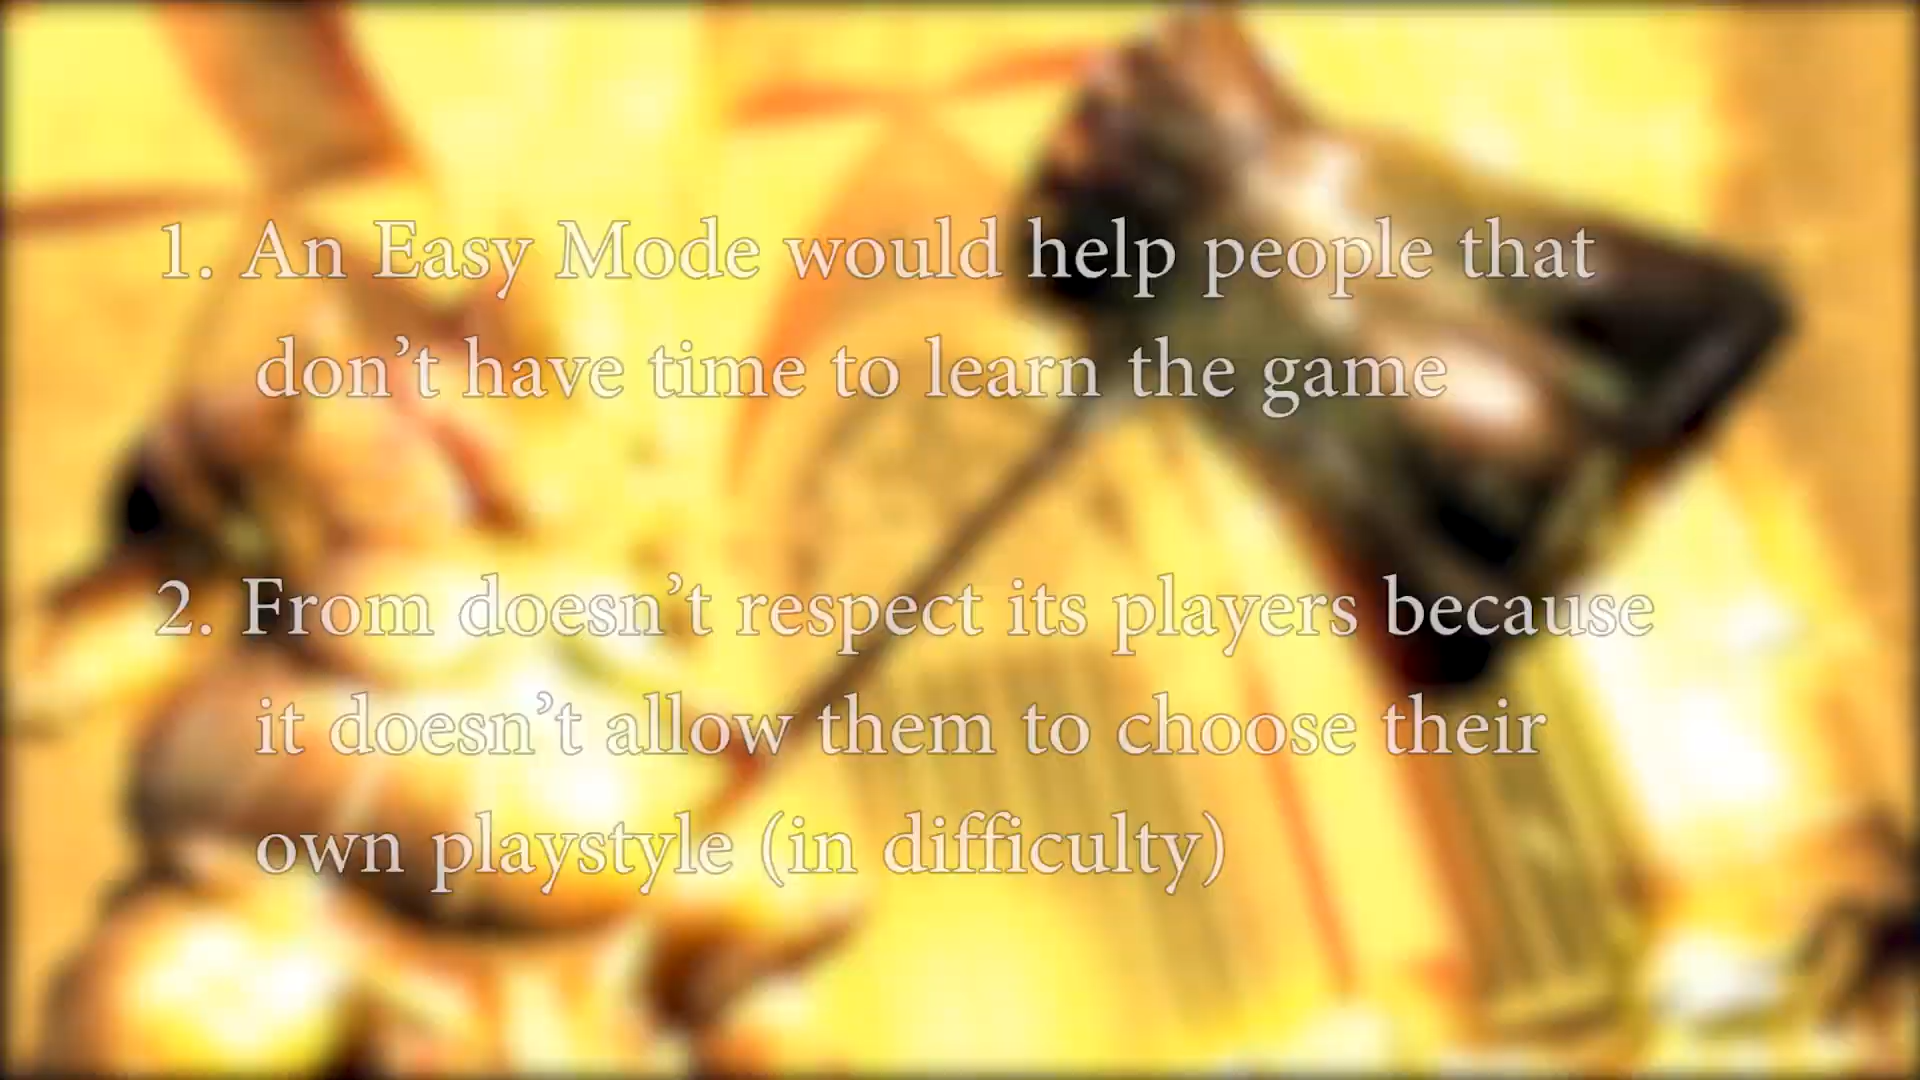 1. An Easy Mode would help people that
don’t have time to learn the game
2. From doesn’t respect its players because
it doesn’t allow them to choose their
own playstyle (in difficulty)